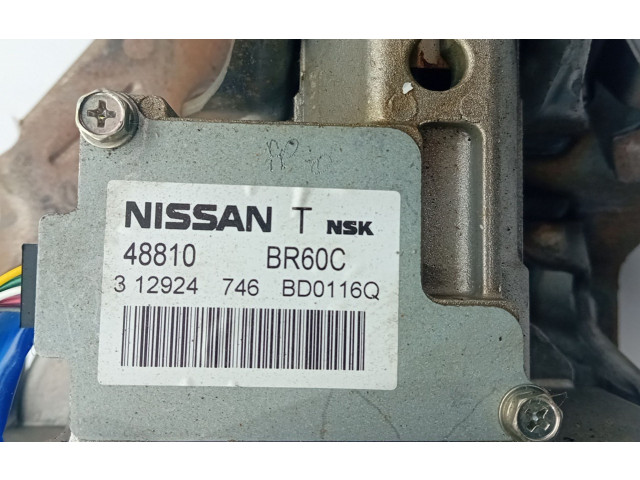 NISSAN T NSK
48810 BR60C
3 12924 746 BD0116Q